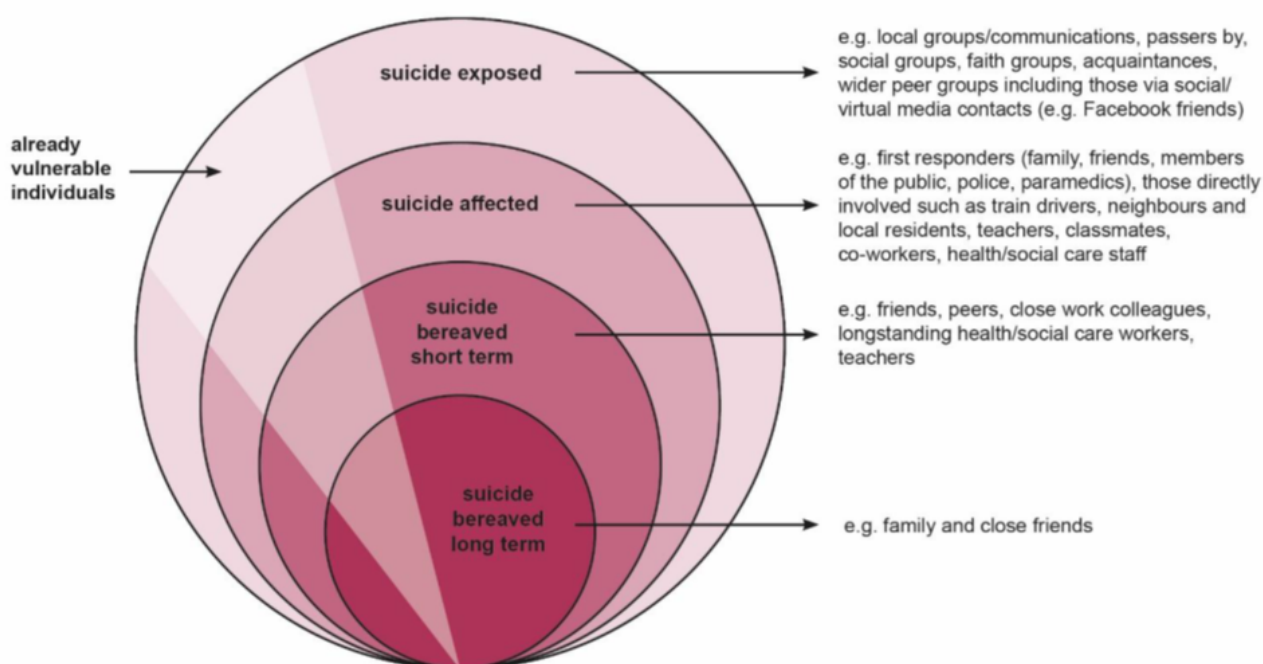 suicide exposed
e.g. local groups/communications, passers by,
social groups, faith groups, acquaintances,
wider peer groups including those via social/
virtual media contacts (e.g. Facebook friends)
already
vulnerable
individuals
suicide affected
e.g. first responders (family, friends, members
of the public, police, paramedics), those directly
involved such as train drivers, neighbours and
local residents, teachers, classmates,
co-workers, health/social care staff
suicide
bereaved
short term
e.g. friends, peers, close work colleagues,
longstanding health/social care workers,
teachers
suicide
bereaved
long term
e.g. family and close friends